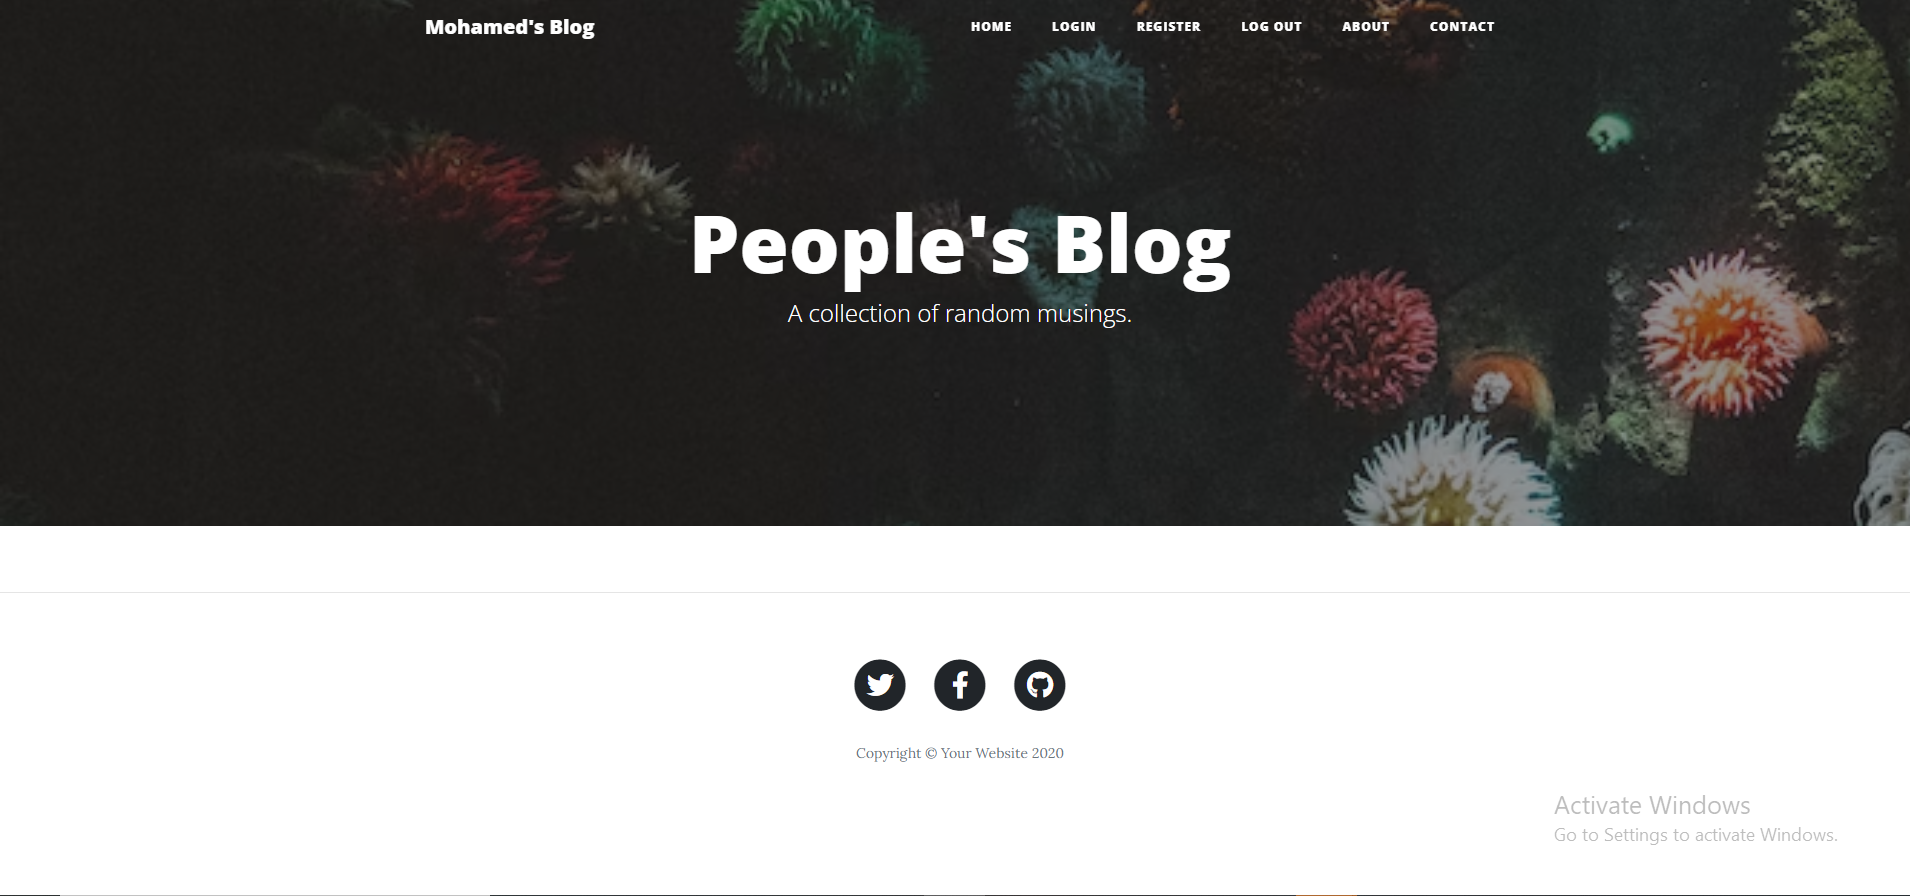 Mohamed's Blog
HOME LOGIN REGISTER LOG OUT ABOUT CONTACT
People's Blog
A collection of random musings.
Copyright © Your Website 2020
Activate Windows
Go to Settings to activate Windows.